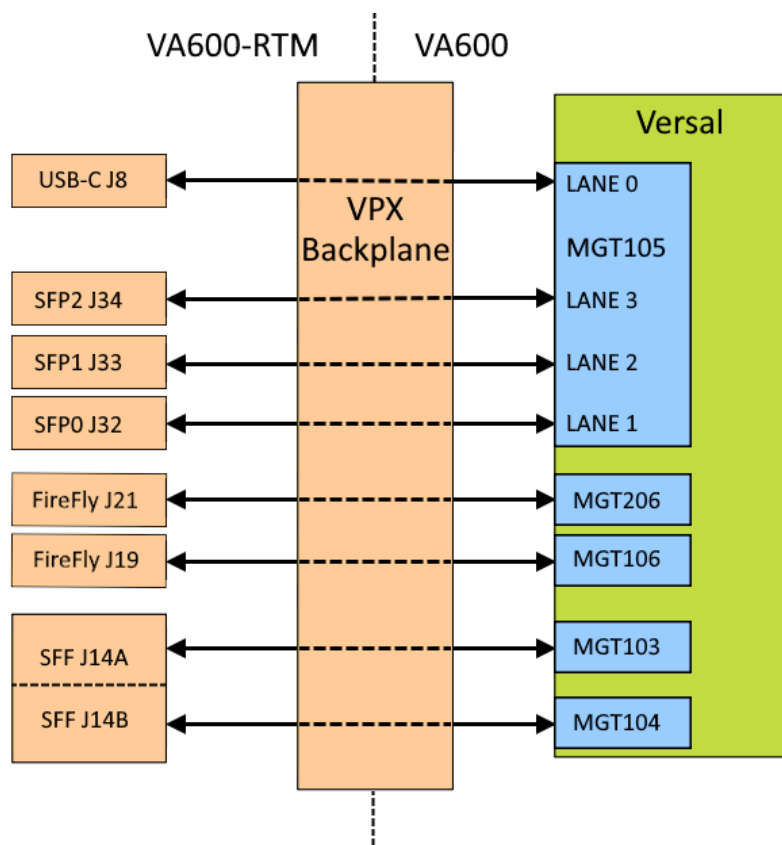 VA600-RTM
VA600
Versal
USB-C J8
LANE 0
VPX
Backplane
MGT105
SFP2 J34
LANE 3
SFP1 J33
LANE 2
SFP0 J32
LANE 1
FireFly J21
MGT206
FireFly J19
MGT106
SFF J14A
MGT103
SFF J14B
MGT104